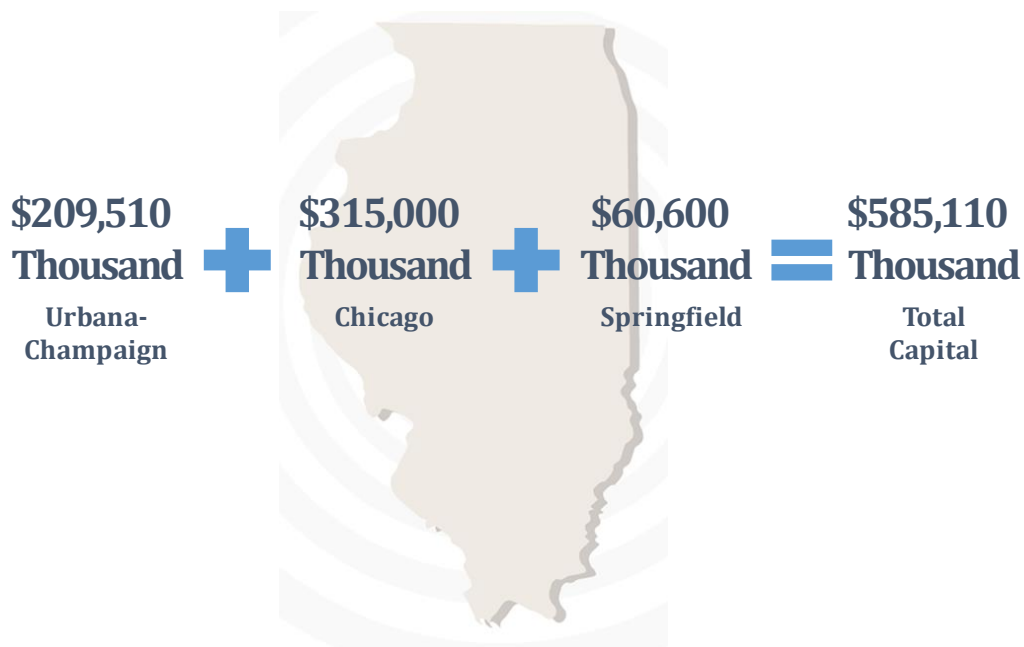 $209,510
Thousand
Urbana-
Champaign
$315,000
Thousand
Chicago
$60,600
Thousand
Springfield
$585,110
Thousand
Total
Capital